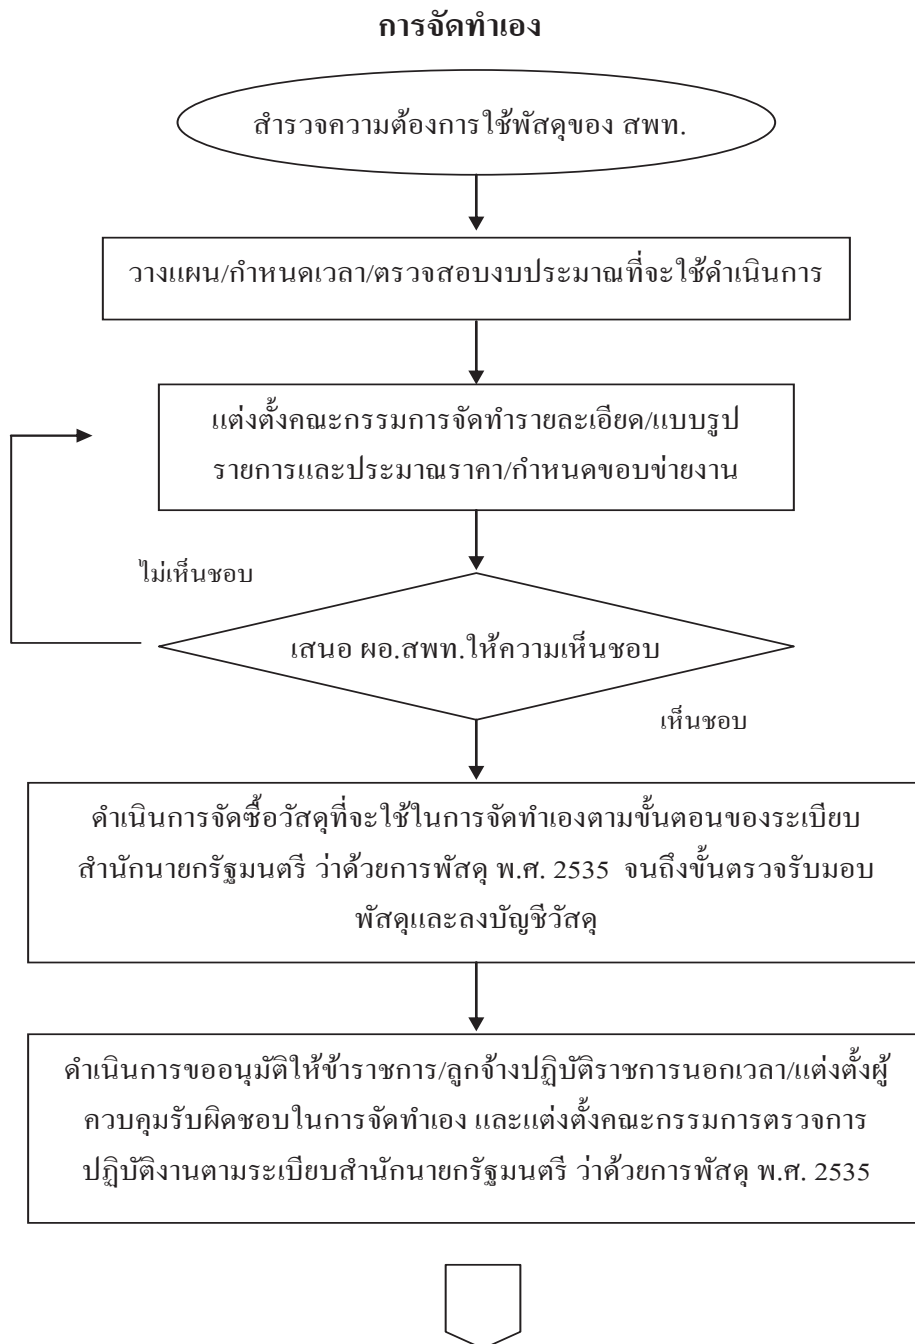 การจัดทำเอง
สำรวจความต้องการใช้พัสดุของ สพท.
วางแผน/กำหนดเวลา/ตรวจสอบงบประมาณที่จะใช้ดำเนินการ
แต่งตั้งคณะกรรมการจัดทำรายละเอียด/แบบรูป
รายการและประมาณราคา/กำหนดขอบข่ายงาน
ไม่เห็นชอบ
เสนอ ผอ.สพท.ให้ความเห็นชอบ
เห็นชอบ
ดำเนินการจัดซื้อวัสดุที่จะใช้ในการจัดทำเองตามขั้นตอนของระเบียบ
สำนักนายกรัฐมนตรี ว่าด้วยการพัสดุ พ.ศ. 2535 จนถึงขั้นตรวจรับมอบ
พัสดุและลงบัญชีวัสดุ
ดำเนินการขออนุมัติให้ข้าราชการ/ลูกจ้างปฏิบัติราชการนอกเวลา/แต่งตั้งผู้
ควบคุมรับผิดชอบในการจัดทำเอง และแต่งตั้งคณะกรรมการตรวจการ
ปฏิบัติงานตามระเบียบสำนักนายกรัฐมนตรี ว่าด้วยการพัสดุ พ.ศ. 2535